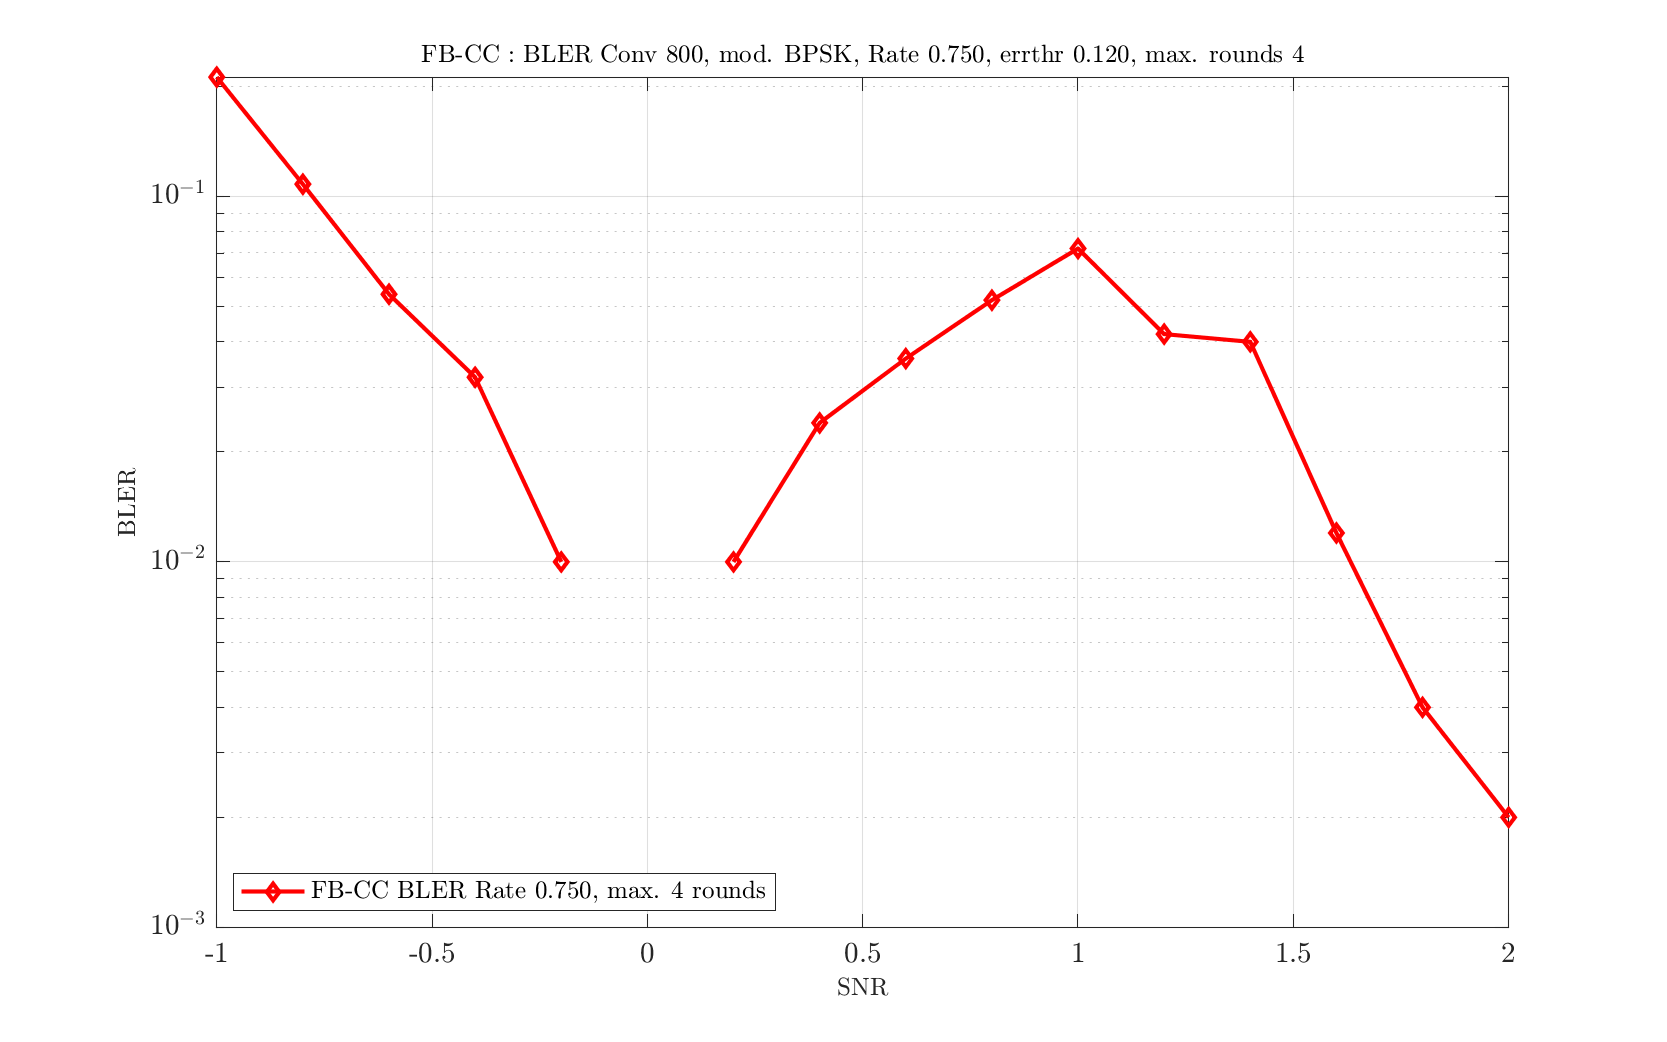 FB-CC : BLER Conv 800, mod. BPSK, Rate 0.750, errthr 0.120, max. rounds 4
10⁻¹
10⁻²
10⁻³
BLER
FB-CC BLER Rate 0.750, max. 4 rounds
-1 -0.5 0 0.5 1 1.5 2
SNR